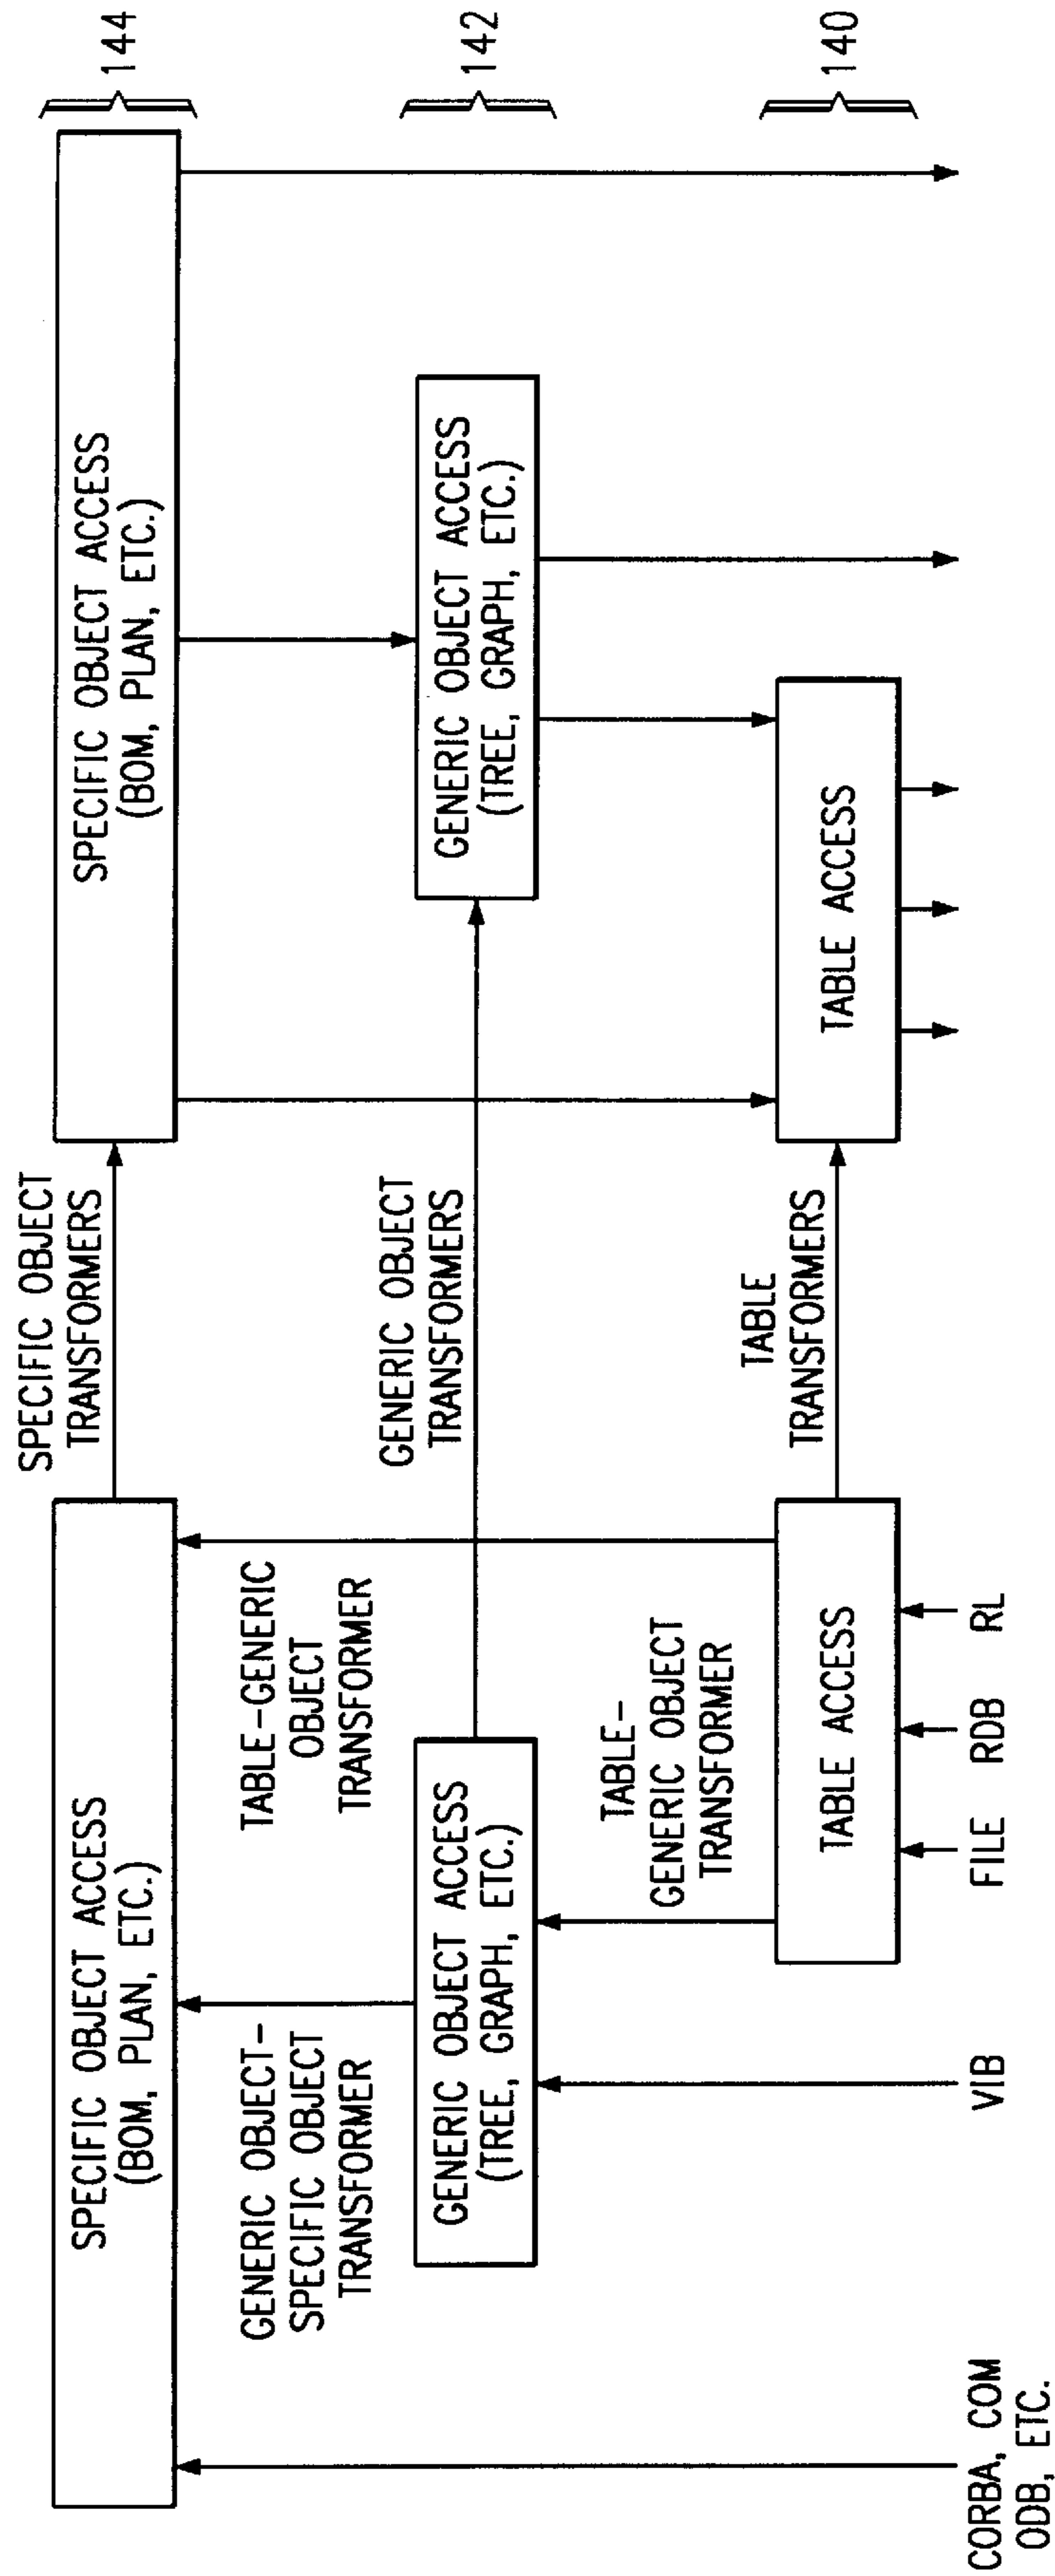 SPECIFIC OBJECT ACCESS
(BOM, PLAN, ETC.)
SPECIFIC OBJECT
TRANSFORMERS
SPECIFIC OBJECT ACCESS
(BOM, PLAN, ETC.)
144
GENERIC OBJECT-
SPECIFIC OBJECT
TRANSFORMER
TABLE-GENERIC
OBJECT
TRANSFORMER
GENERIC OBJECT ACCESS
(TREE, GRAPH, ETC.)
GENERIC OBJECT
TRANSFORMERS
GENERIC OBJECT ACCESS
(TREE, GRAPH, ETC.)
142
TABLE-
GENERIC OBJECT
TRANSFORMER
TABLE ACCESS
TABLE
TRANSFORMERS
TABLE ACCESS
140
CORBA, COM
ODB, ETC.
VIB
FILE
RDB
RL